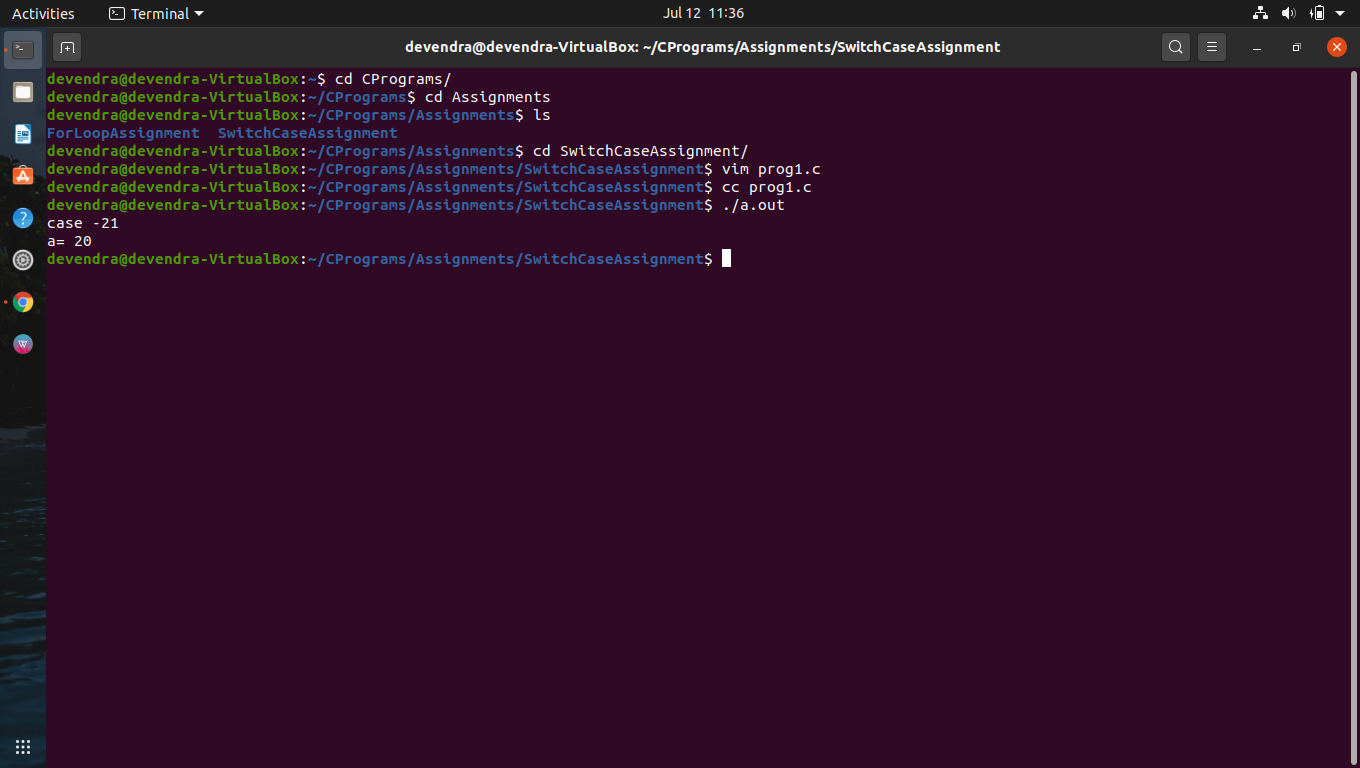 Activities Terminal Jul 12 11:36
devendra@devendra-VirtualBox: ~/CPrograms/Assignments/SwitchCaseAssignment
devendra@devendra-VirtualBox:~$ cd CPrograms/
devendra@devendra-VirtualBox:~/CPrograms$ cd Assignments
devendra@devendra-VirtualBox:~/CPrograms/Assignments$ ls
ForLoopAssignment  SwitchCaseAssignment
devendra@devendra-VirtualBox:~/CPrograms/Assignments$ cd SwitchCaseAssignment/
devendra@devendra-VirtualBox:~/CPrograms/Assignments/SwitchCaseAssignment$ vim prog1.c
devendra@devendra-VirtualBox:~/CPrograms/Assignments/SwitchCaseAssignment$ cc prog1.c
devendra@devendra-VirtualBox:~/CPrograms/Assignments/SwitchCaseAssignment$ ./a.out
case -21
a= 20
devendra@devendra-VirtualBox:~/CPrograms/Assignments/SwitchCaseAssignment$